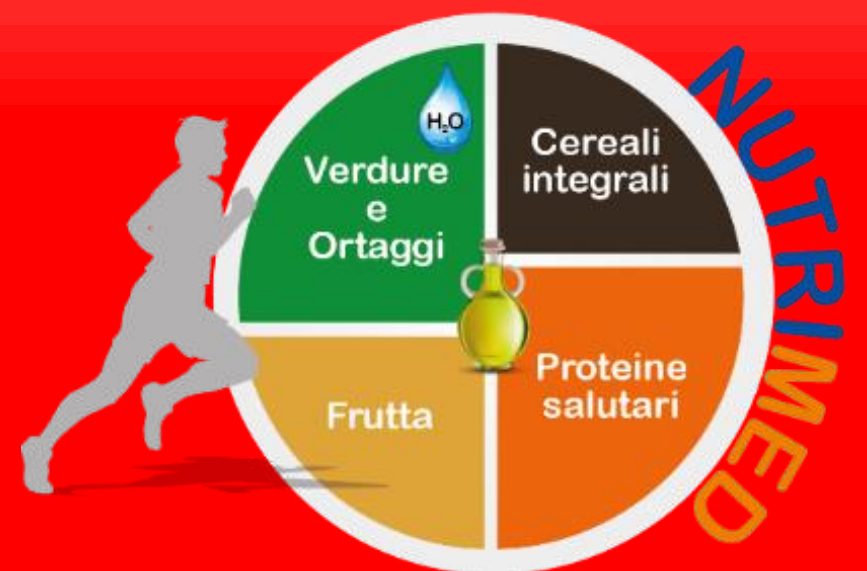 H₂O
Verdure
e
Ortaggi
Cereali
integrali
Frutta
Proteine
salutari
NUTRIMED